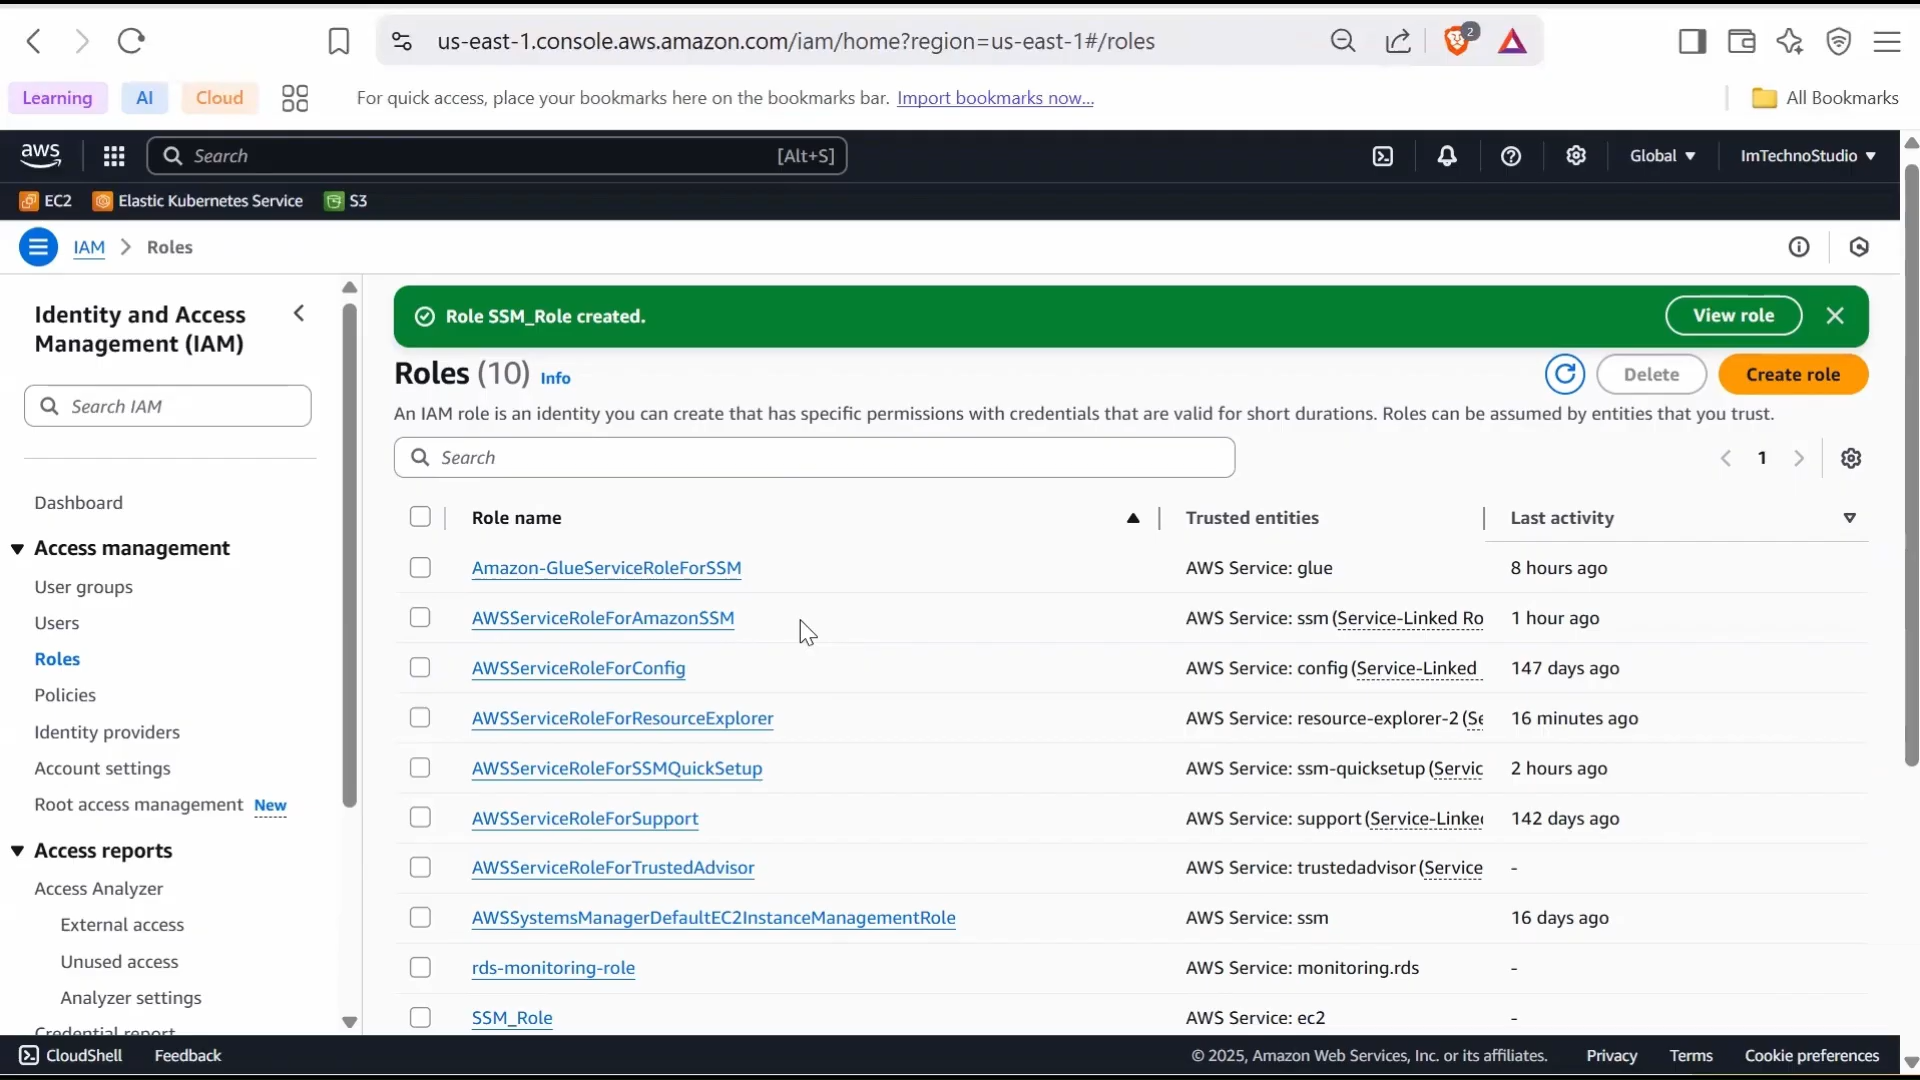 us-east-1.console.aws.amazon.com/iam/home?region=us-east-1#/roles
2
Learning AI Cloud For quick access, place your bookmarks here on the bookmarks bar. Import bookmarks now... All Bookmarks
aws Search [Alt+S] Global ImTechnoStudio
EC2 Elastic Kubernetes Service S3
IAM Roles
Identity and Access
Management (IAM)
Search IAM
Dashboard
Access management
User groups
Users
Roles
Policies
Identity providers
Account settings
Root access management New
Access reports
Access Analyzer
External access
Unused access
Analyzer settings
Credential report
Role SSM_Role created. View role
Roles (10) Info Delete Create role
An IAM role is an identity you can create that has specific permissions with credentials that are valid for short durations. Roles can be assumed by entities that you trust.
Search 1
Role name Trusted entities Last activity
Amazon-GlueServiceRoleForSSM AWS Service: glue 8 hours ago
AWSServiceRoleForAmazonSSM AWS Service: ssm (Service-Linked Ro 1 hour ago
AWSServiceRoleForConfig AWS Service: config (Service-Linked 147 days ago
AWSServiceRoleForResourceExplorer AWS Service: resource-explorer-2 (Se 16 minutes ago
AWSServiceRoleForSSMQuickSetup AWS Service: ssm-quicksetup (Servic 2 hours ago
AWSServiceRoleForSupport AWS Service: support (Service-Linked 142 days ago
AWSServiceRoleForTrustedAdvisor AWS Service: trustedadvisor (Service -
AWSSystemsManagerDefaultEC2InstanceManagementRole AWS Service: ssm 16 days ago
rds-monitoring-role AWS Service: monitoring.rds -
SSM_Role AWS Service: ec2 -
CloudShell Feedback © 2025, Amazon Web Services, Inc. or its affiliates. Privacy Terms Cookie preferences